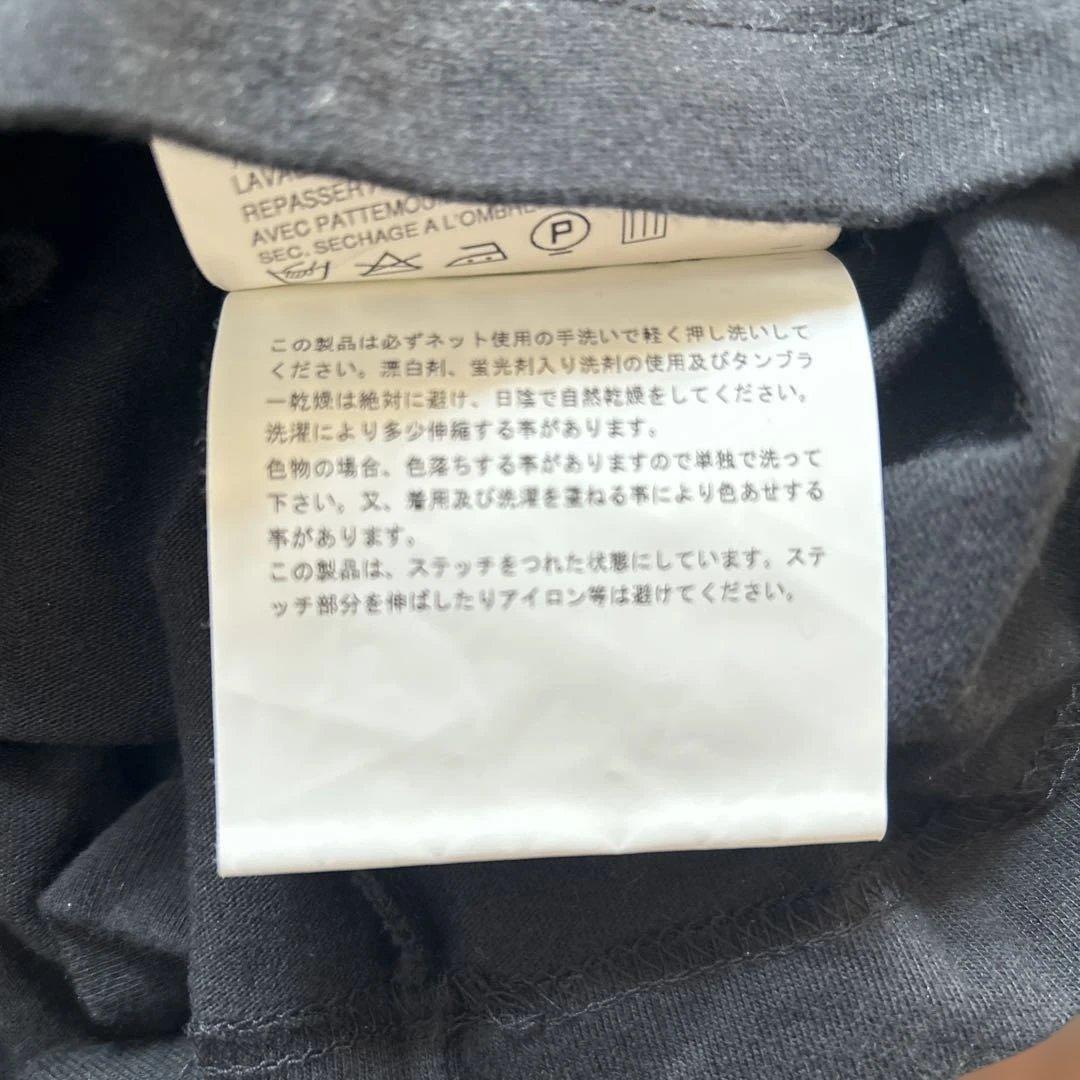 REPASSER
AVEC PATTEMOU
SEC. SECHAGE A L'OMBRE
P
この製品は必ずネット使用の手洗いで軽く押し洗いして
ください。漂白剤、蛍光剤入り洗剤の使用及びタンブラ
ー乾燥は絶対に避け、日陰で自然乾燥をしてください。
洗濯により多少伸縮する事があります。
色物の場合、色落ちする事がありますので単独で洗って
下さい。又、着用及び洗濯を重ねる事により色あせする
事があります。
この製品は、ステッチをつれた状態にしています。ステ
ッチ部分を伸ばしたりアイロン等は避けてください。